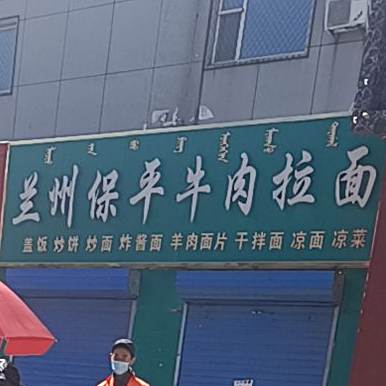 兰州保平牛肉拉面
盖饭 炒饼 炒面 炸酱面 羊肉面片 干拌面 凉面 凉菜